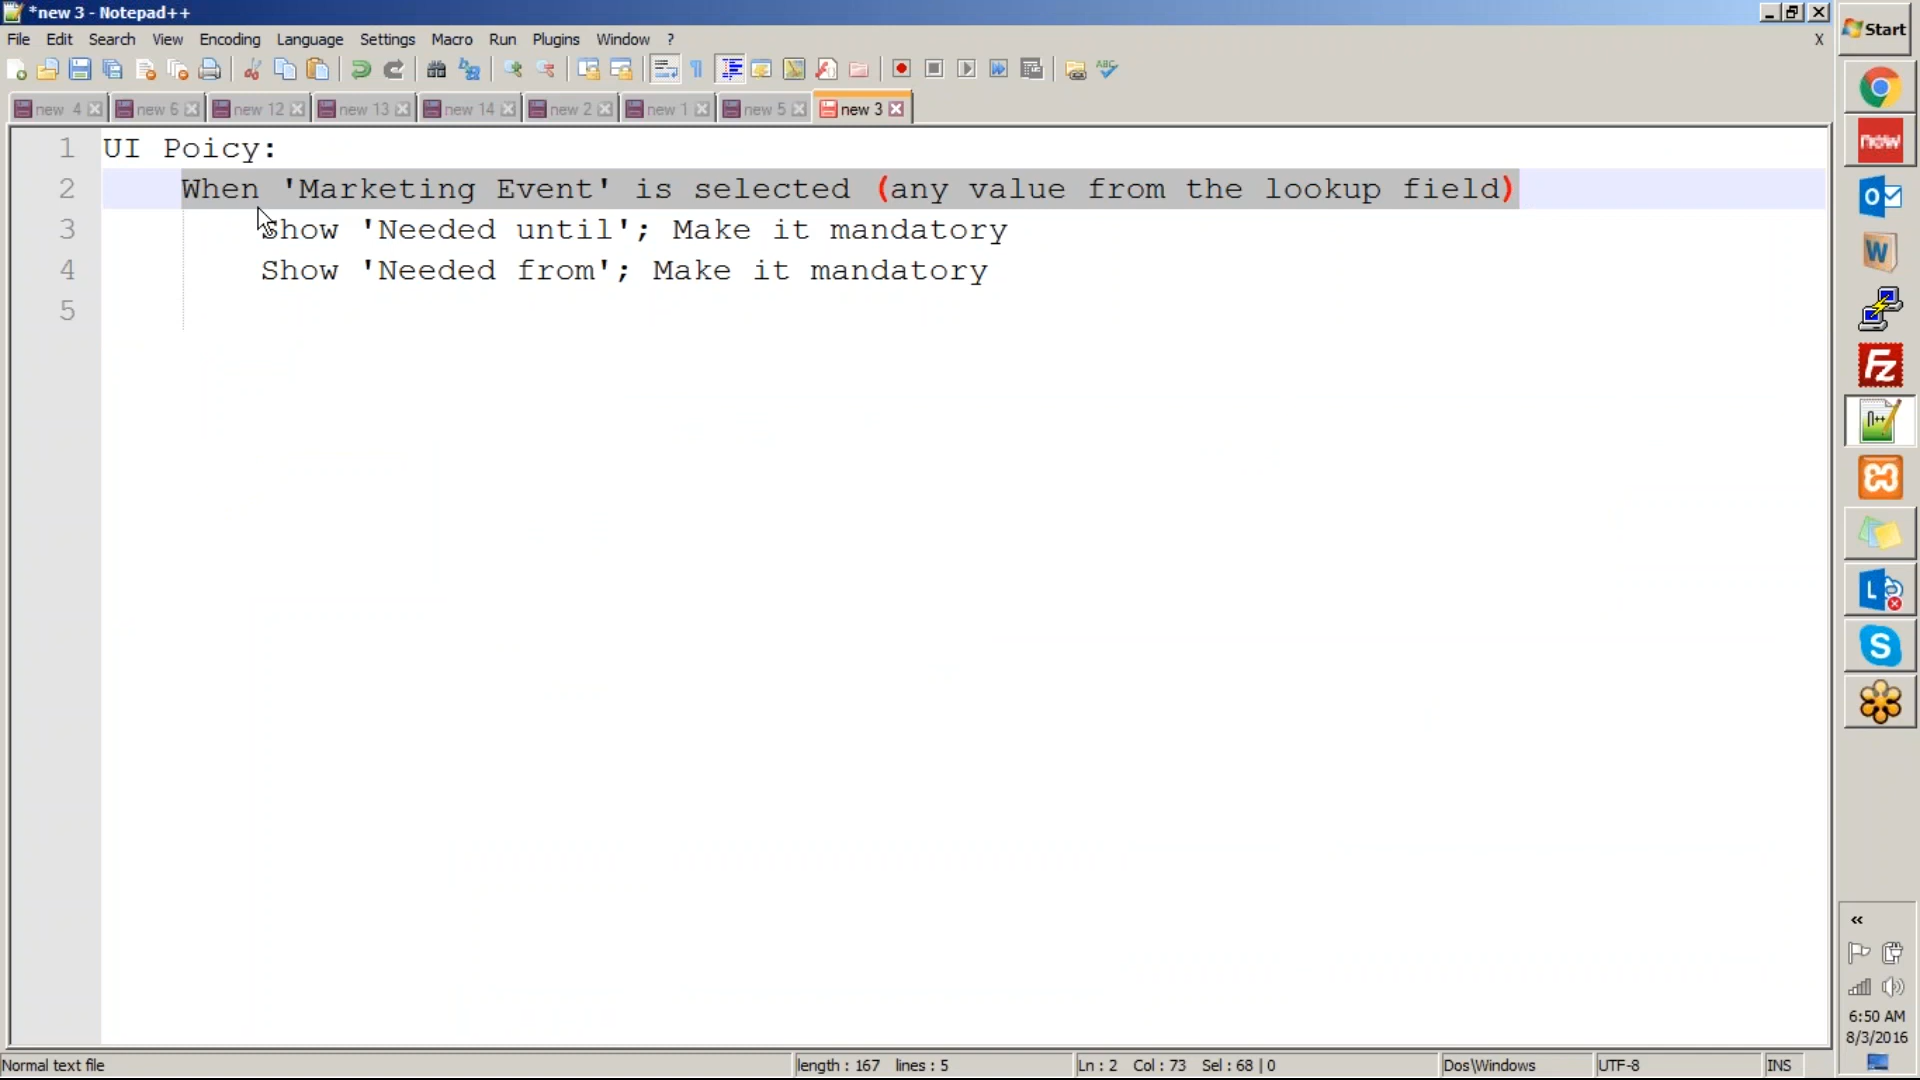 *new 3 - Notepad++
Start
File Edit Search View Encoding Language Settings Macro Run Plugins Window ? X
new 4 new 6 new 12 new 13 new 14 new 2 new 1 new 5 new 3
now
1 UI Poicy:
2 When 'Marketing Event' is selected (any value from the lookup field)
3 Show 'Needed until'; Make it mandatory
4 Show 'Needed from'; Make it mandatory
5
6:50 AM
8/3/2016
Normal text file length : 167 lines : 5 Ln : 2 Col : 73 Sel : 68 | 0 Dos\Windows UTF-8 INS